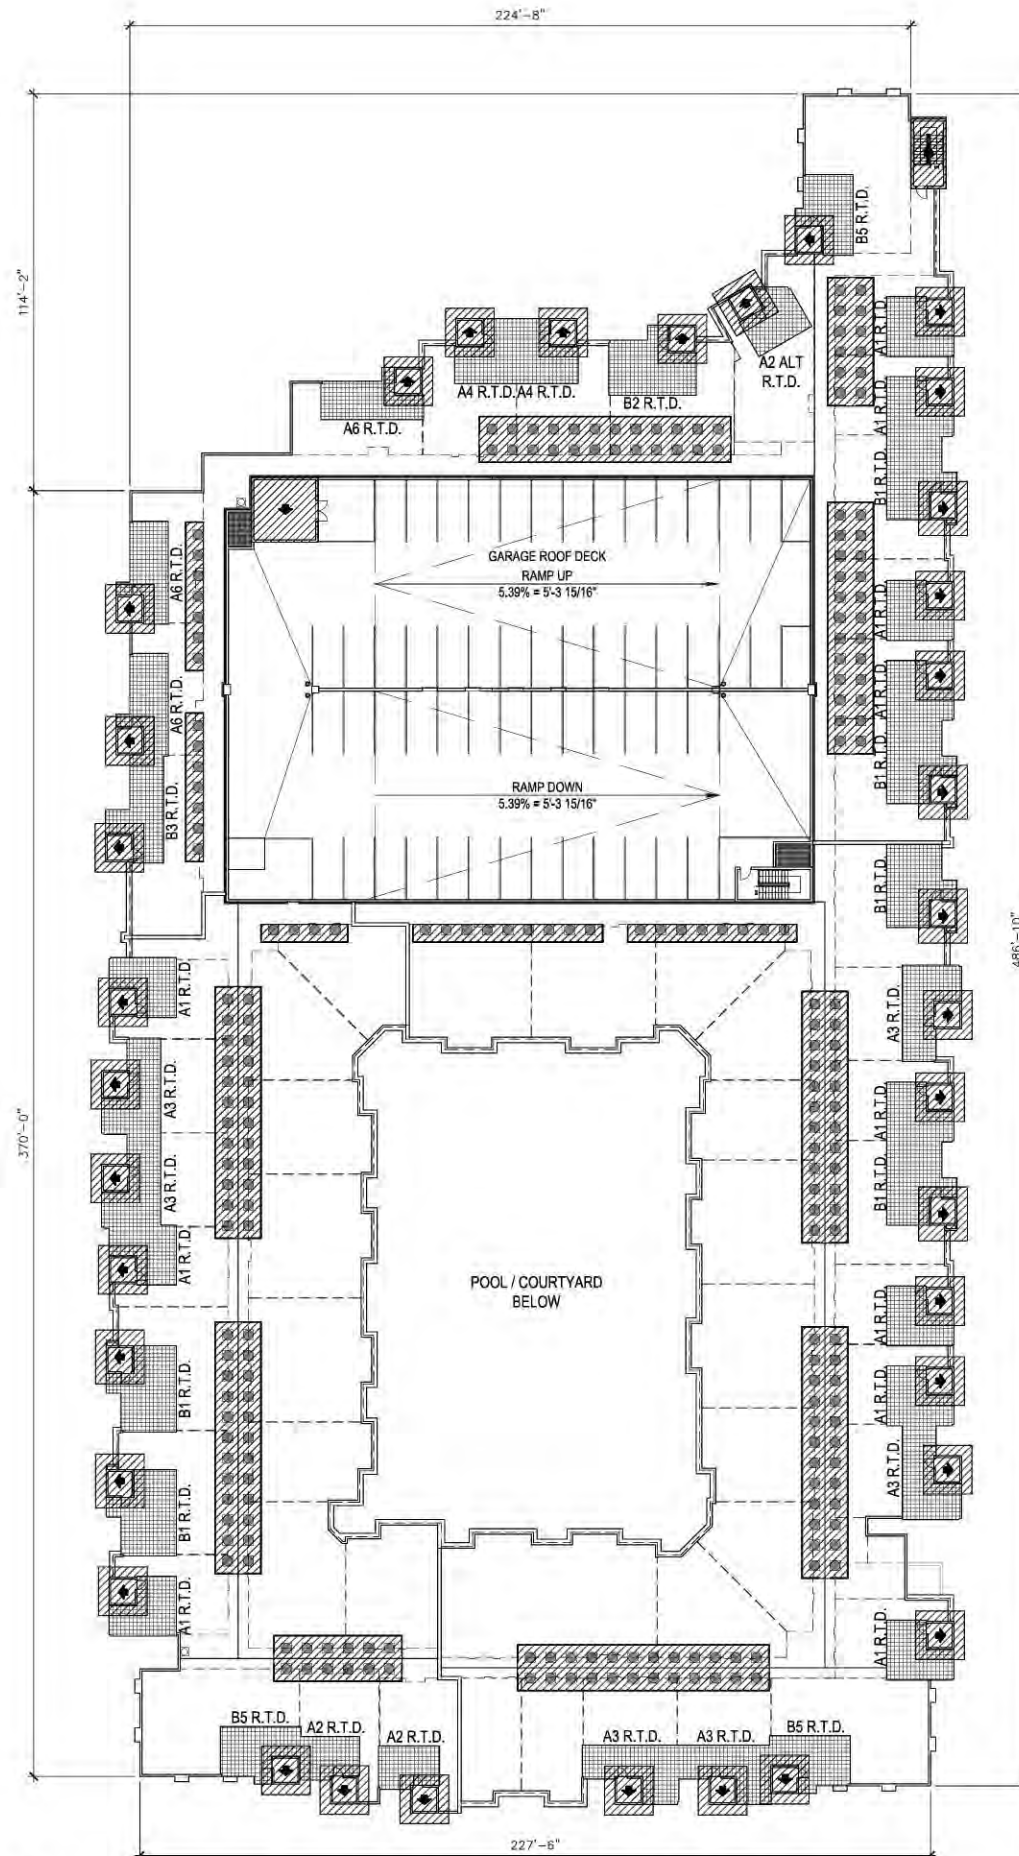 224'-8"
B5 R.T.D.
114'-2"
A1 R.T.D.
A2 ALT
R.T.D.
A4 R.T.D. A4 R.T.D.
B2 R.T.D.
A6 R.T.D.
A1 R.T.D.
B1 R.T.D.
GARAGE ROOF DECK
RAMP UP
5.39% = 5'-3 15/16"
A6 R.T.D.
A1 R.T.D.
A6 R.T.D.
A1 R.T.D.
B1 R.T.D.
B3 R.T.D.
RAMP DOWN
5.39% = 5'-3 15/16"
B1 R.T.D.
486'-10"
A1 R.T.D.
A3 R.T.D.
A3 R.T.D.
A1 R.T.D.
370'-0"
A3 R.T.D.
B1 R.T.D.
A1 R.T.D.
POOL / COURTYARD
BELOW
A1 R.T.D.
B1 R.T.D.
A1 R.T.D.
A3 R.T.D.
B1 R.T.D.
A1 R.T.D.
A1 R.T.D.
B5 R.T.D.
A2 R.T.D.
A2 R.T.D.
A3 R.T.D.
A3 R.T.D.
B5 R.T.D.
227'-6"